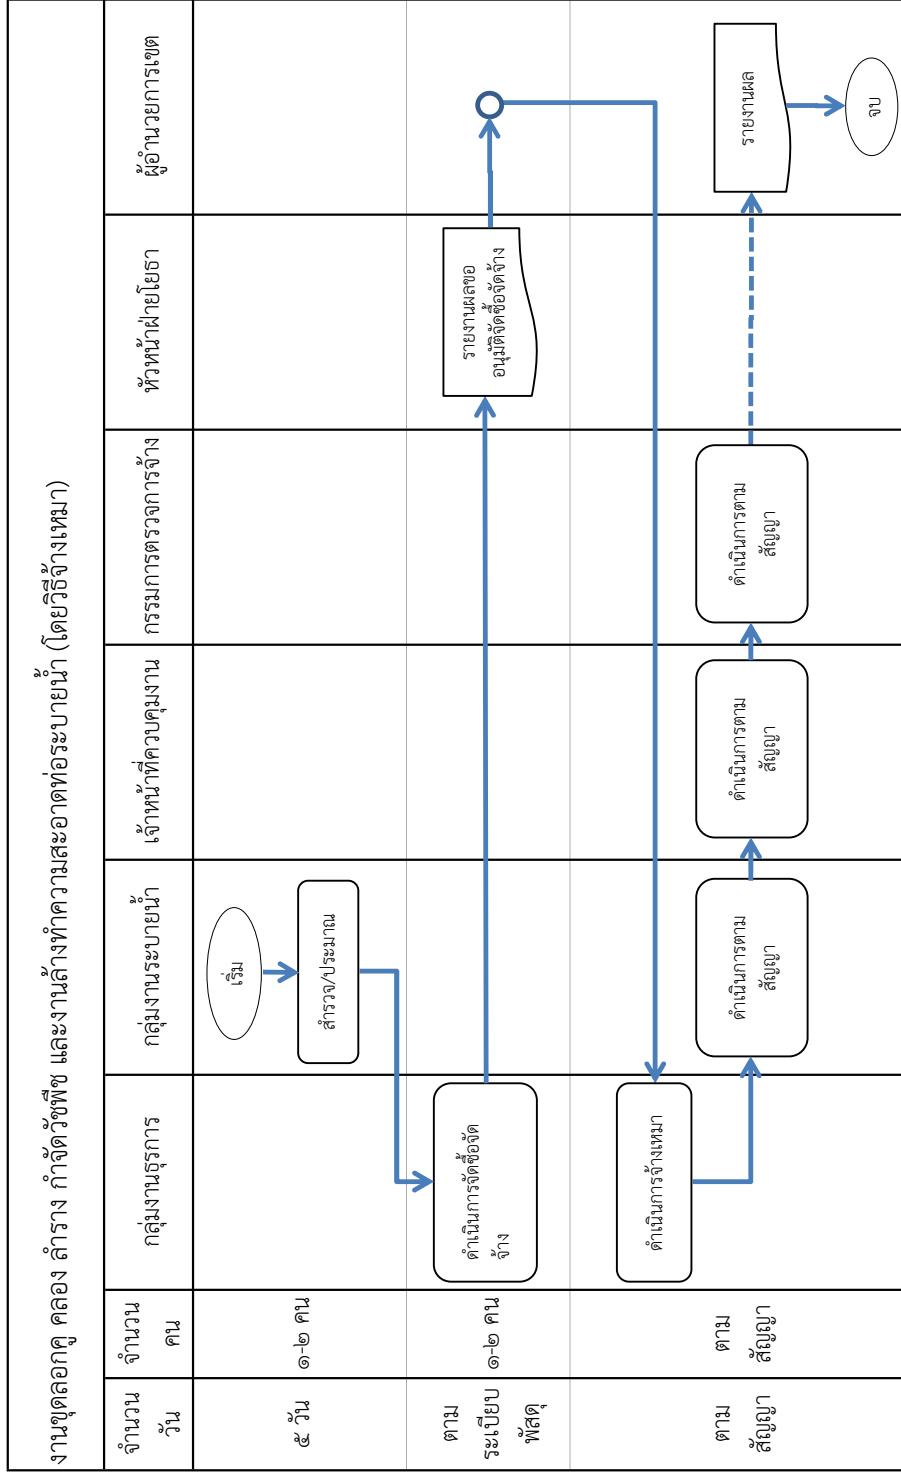 งานขุดลอกคู คลอง ลำราง กำจัดวัชพืช และงานล้างทำความสะอาดท่อระบายน้ำ (โดยวิธีจ้างเหมา)
จำนวน
วัน
จำนวน
คน
กลุ่มงานธุรการ
กลุ่มงานระบายน้ำ
เจ้าหน้าที่ควบคุมงาน
กรรมการตรวจการจ้าง
หัวหน้าฝ่ายโยธา
ผู้อำนวยการเขต
๕ วัน
๑-๒ คน
เริ่ม
สำรวจ/ประมาณ
ตาม
ระเบียบ
พัสดุ
๑-๒ คน
ดำเนินการจัดซื้อจัด
จ้าง
รายงานผลขอ
อนุมัติจัดซื้อจัดจ้าง
ตาม
สัญญา
ตาม
สัญญา
ดำเนินการจ้างเหมา
ดำเนินการตาม
สัญญา
ดำเนินการตาม
สัญญา
ดำเนินการตาม
สัญญา
รายงานผล
จบ